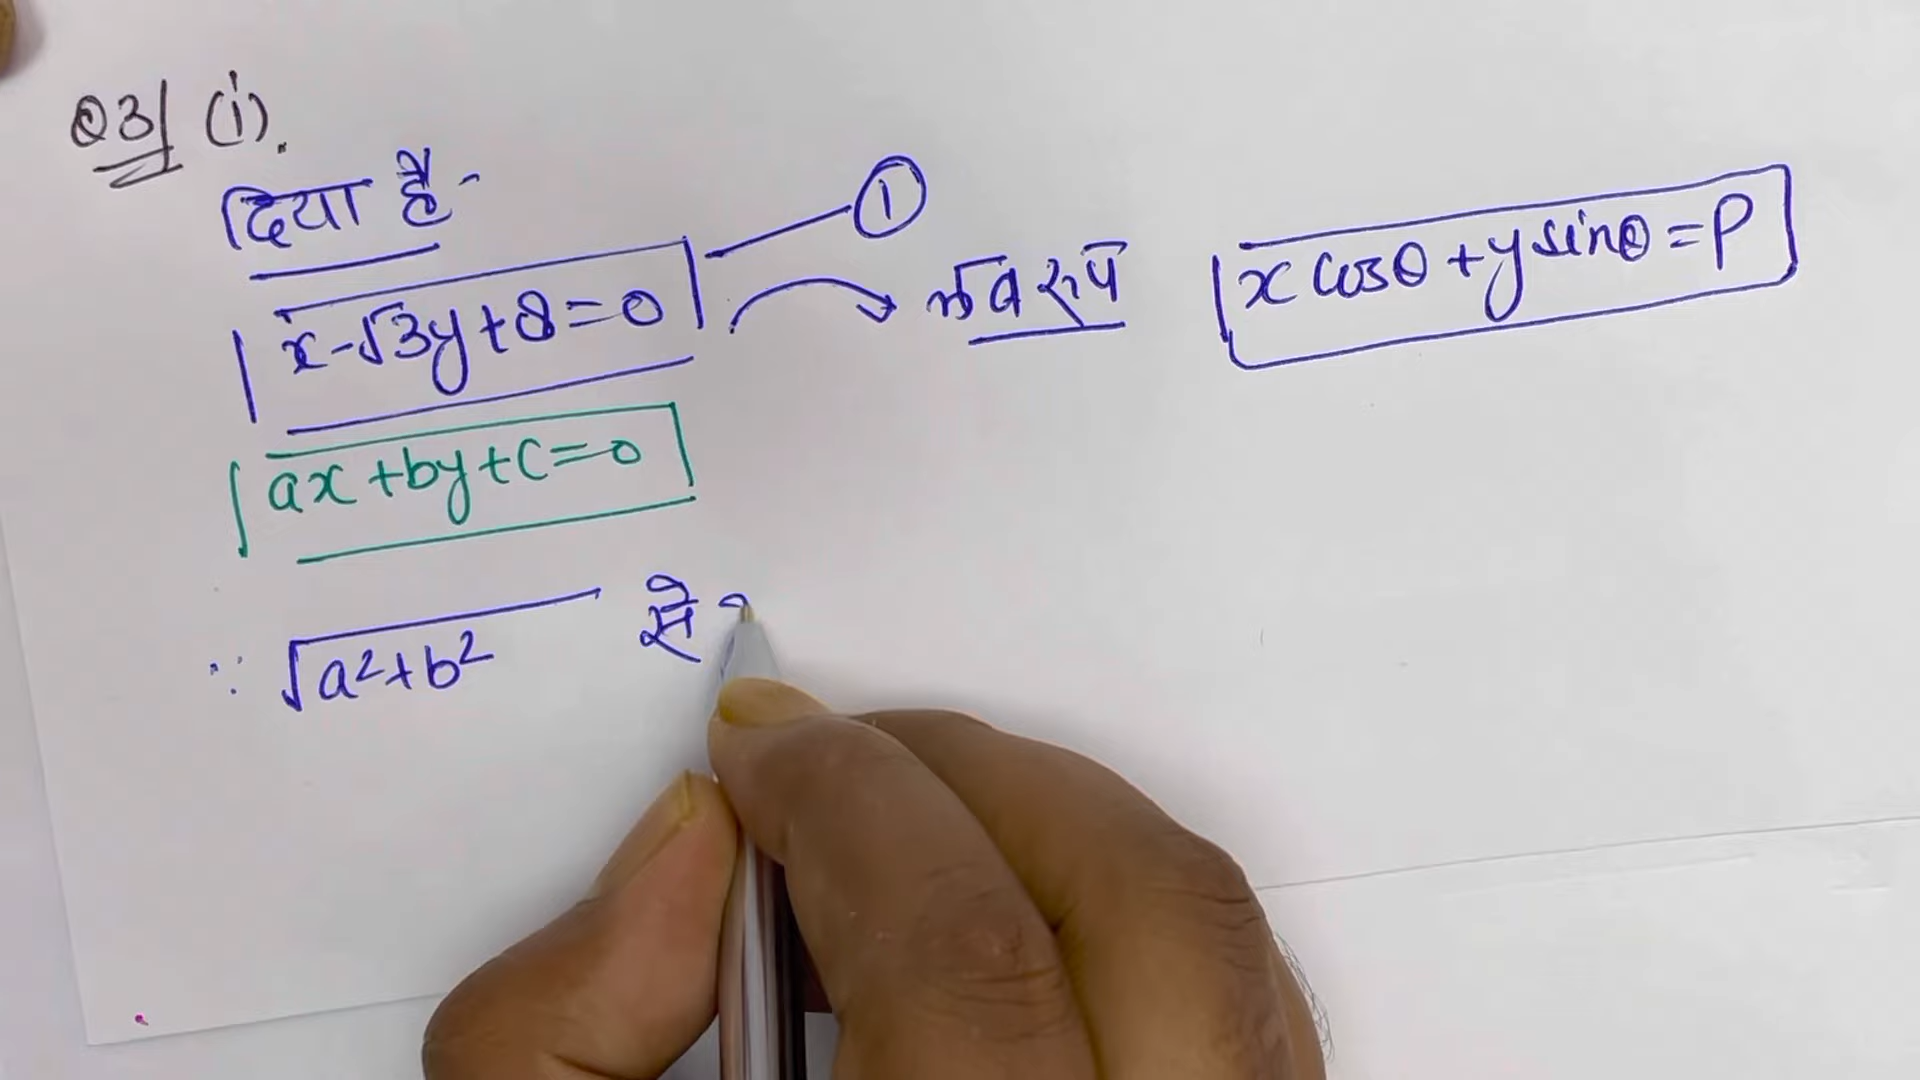 Q3| (i).
दिया है -
x-√3y+8=0 ①
लंब रूप x cosθ + y sinθ = P
ax+by+c=0
∵ √a²+b² से